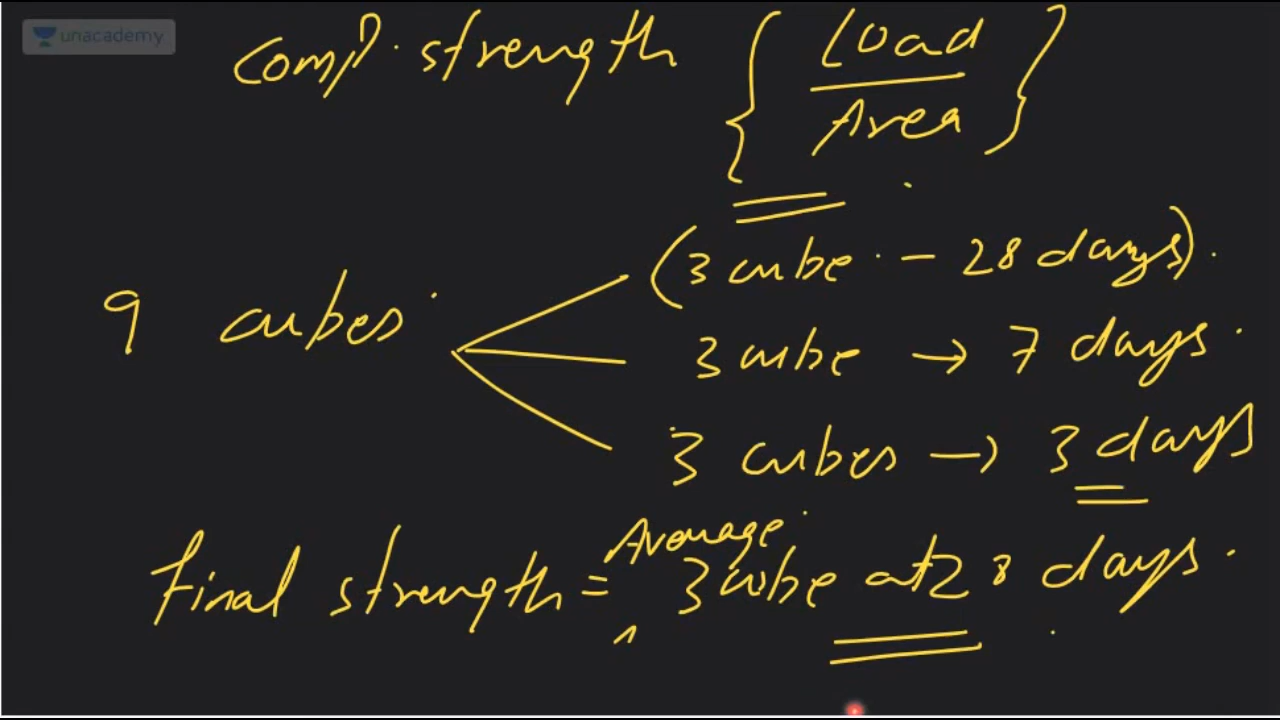 unacademy
Comp. strength { Load / Area }
(3 cube - 28 days).
9 cubes
3 cube → 7 days.
3 cubes → 3 days
Average
Final strength = 3 cube at 28 days.